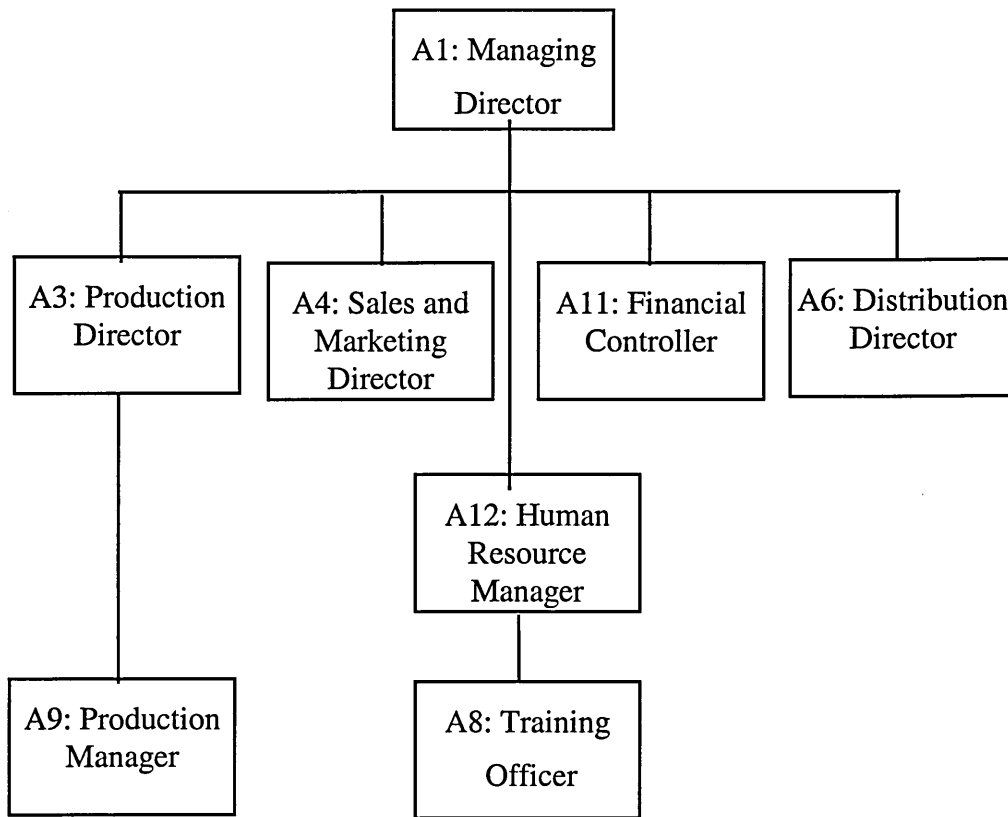 A1: Managing
Director
A3: Production
Director
A4: Sales and
Marketing
Director
A11: Financial
Controller
A6: Distribution
Director
A12: Human
Resource
Manager
A9: Production
Manager
A8: Training
Officer